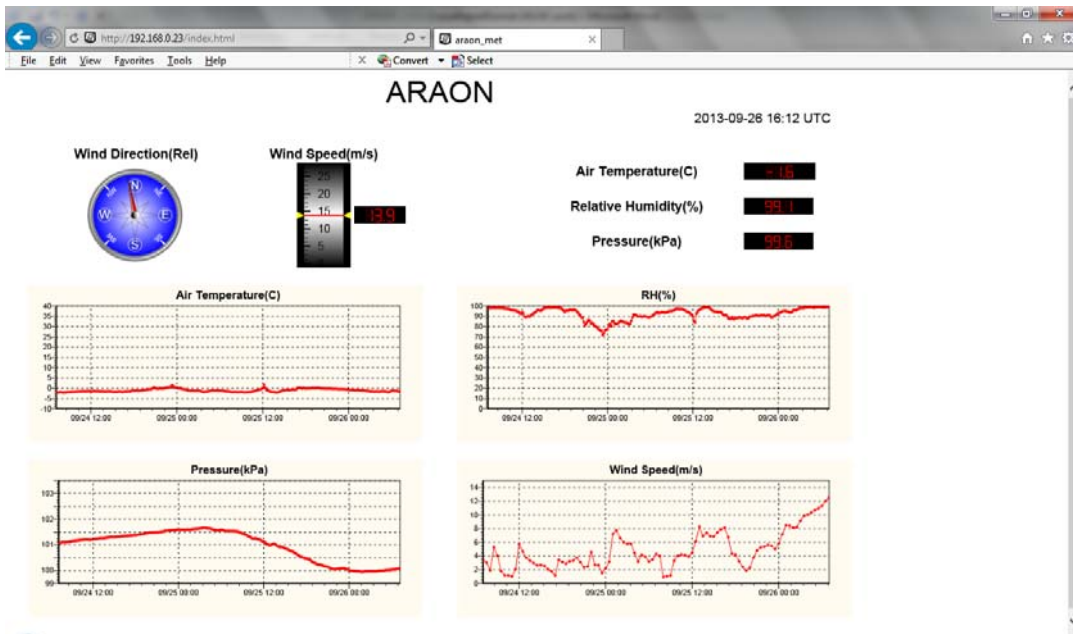 http://192.168.0.23/index.html
araon_met
File Edit View Favorites Tools Help
Convert Select
ARAON
2013-09-26 16:12 UTC
Wind Direction(Rel) Wind Speed(m/s)
N
W E
S
25
20
15
10
5
13.9
Air Temperature(C) -1.6
Relative Humidity(%) 99.1
Pressure(kPa) 99.6
Air Temperature(C)
40
35
30
25
20
15
10
5
0
-5
-10
09/24 12:00 09/25 00:00 09/25 12:00 09/26 00:00
RH(%)
100
90
80
70
60
50
40
30
20
10
0
09/24 12:00 09/25 00:00 09/25 12:00 09/26 00:00
Pressure(kPa)
103
102
101
100
99
09/24 12:00 09/25 00:00 09/25 12:00 09/26 00:00
Wind Speed(m/s)
14
12
10
8
6
4
2
0
09/24 12:00 09/25 00:00 09/25 12:00 09/26 00:00